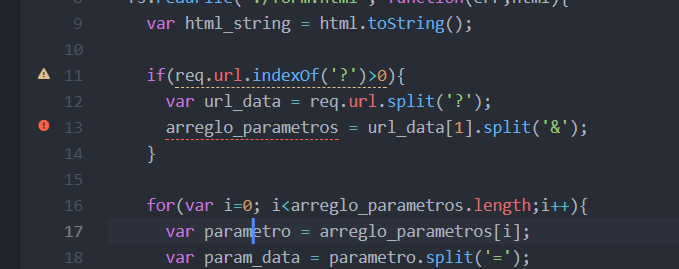 8 fs.readFile('./form.html', function(err,html){
9 var html_string = html.toString();
10
11 if(req.url.indexOf('?')>0){
12 var url_data = req.url.split('?');
13 arreglo_parametros = url_data[1].split('&');
14 }
15
16 for(var i=0; i<arreglo_parametros.length;i++){
17 var parametro = arreglo_parametros[i];
18 var param_data = parametro.split('=');